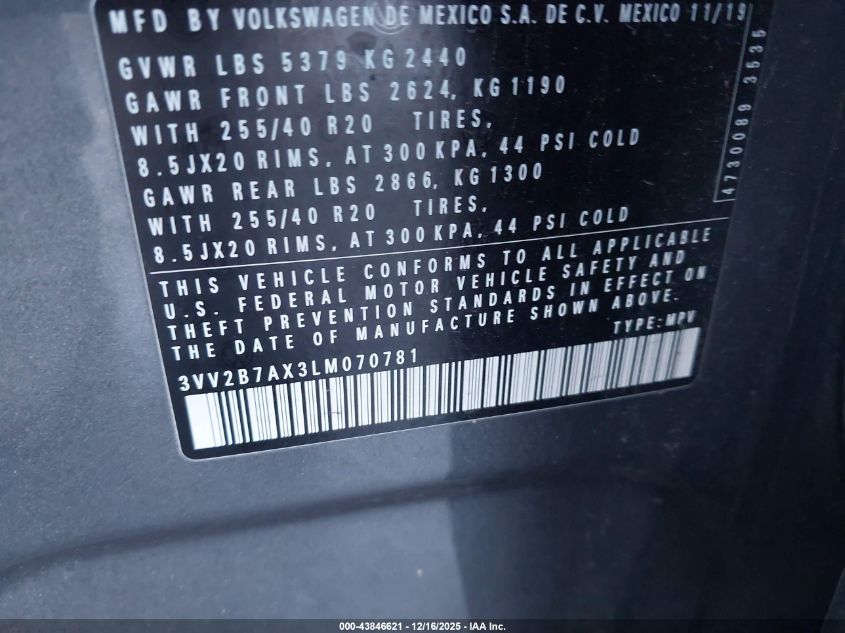 MFD BY VOLKSWAGEN DE MEXICO S.A. DE C.V. MEXICO 11/19
GVWR LBS 5379 KG 2440
GAWR FRONT LBS 2624, KG 1190
WITH 255/40 R20 TIRES,
8.5JX20 RIMS, AT 300 KPA, 44 PSI COLD
GAWR REAR LBS 2866, KG 1300
WITH 255/40 R20 TIRES,
8.5JX20 RIMS, AT 300 KPA, 44 PSI COLD
4730089 3535
THIS VEHICLE CONFORMS TO ALL APPLICABLE
U.S. FEDERAL MOTOR VEHICLE SAFETY AND
THEFT PREVENTION STANDARDS IN EFFECT ON
THE DATE OF MANUFACTURE SHOWN ABOVE.
TYPE: MPV
3VV2B7AX3LM070781
000-43846621 - 12/16/2025 - IAA Inc.